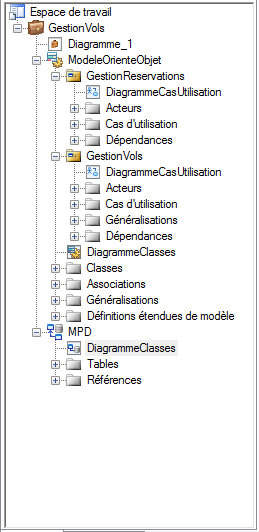 Espace de travail
GestionVols
Diagramme_1
ModeleOrienteObjet
GestionReservations
DiagrammeCasUtilisation
Acteurs
Cas d'utilisation
Dépendances
GestionVols
DiagrammeCasUtilisation
Acteurs
Cas d'utilisation
Généralisations
Dépendances
DiagrammeClasses
Classes
Associations
Généralisations
Définitions étendues de modèle
MPD
DiagrammeClasses
Tables
Références